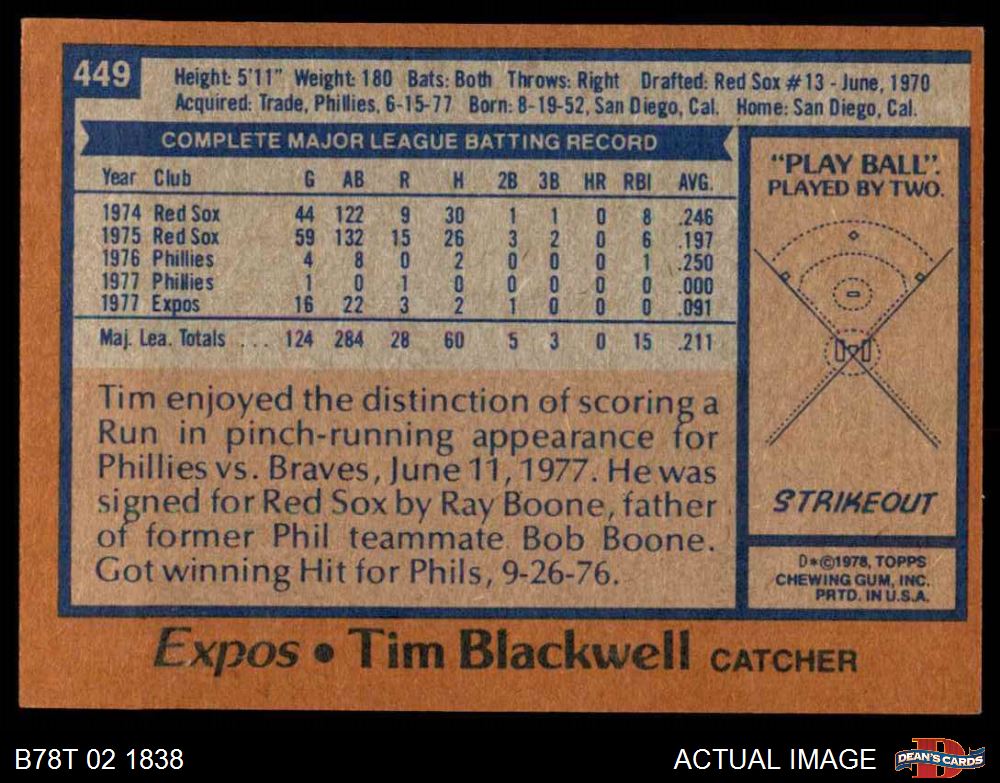 449
Height: 5'11" Weight: 180 Bats: Both Throws: Right Drafted: Red Sox #13 - June, 1970
Acquired: Trade, Phillies, 6-15-77 Born: 8-19-52, San Diego, Cal. Home: San Diego, Cal.
COMPLETE MAJOR LEAGUE BATTING RECORD
Year Club G AB R H 2B 3B HR RBI AVG.
1974 Red Sox 44 122 9 30 1 1 0 8 .246
1975 Red Sox 59 132 15 26 3 2 0 6 .197
1976 Phillies 4 8 0 2 0 0 0 1 .250
1977 Phillies 1 0 1 0 0 0 0 0 .000
1977 Expos 16 22 3 2 1 0 0 0 .091
Maj. Lea. Totals ... 124 284 28 60 5 3 0 15 .211
Tim enjoyed the distinction of scoring a
Run in pinch-running appearance for
Phillies vs. Braves, June 11, 1977. He was
signed for Red Sox by Ray Boone, father
of former Phil teammate Bob Boone.
Got winning Hit for Phils, 9-26-76.
"PLAY BALL".
PLAYED BY TWO.
STRIKEOUT
D*©1978, TOPPS
CHEWING GUM, INC.
PRTD. IN U.S.A.
Expos • Tim Blackwell CATCHER
B78T 02 1838
ACTUAL IMAGE
D
DEAN'S CARDS